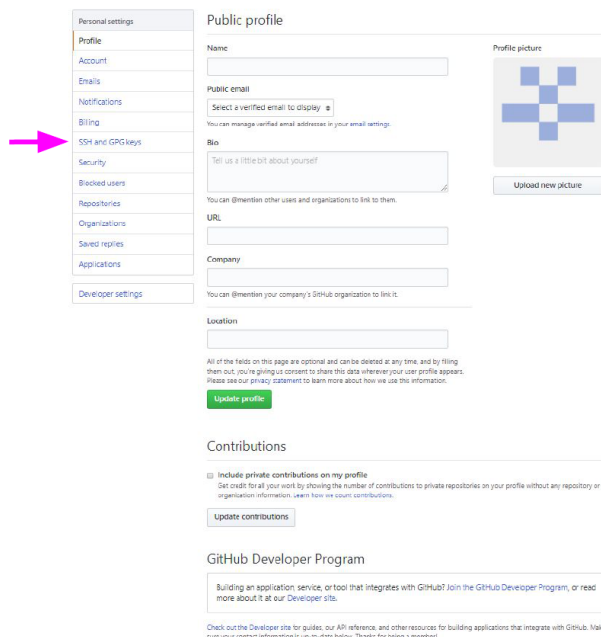 Personal settings
Profile
Account
Emails
Notifications
Billing
SSH and GPG keys
Security
Blocked users
Repositories
Organizations
Saved replies
Applications
Developer settings
Public profile
Name
Public email
Select a verified email to display
You can manage verified email addresses in your email settings
Bio
Tell us a little bit about yourself
You can @mention other users and organizations to link to them.
URL
Company
You can @mention your company's GitHub organization to link it.
Location
All of the fields on this page are optional and can be deleted at any time, and by filling
them out, you're giving us consent to share this data wherever your user profile appears.
Please see our privacy statement to learn more about how we use this information.
Update profile
Profile picture
Upload new picture
Contributions
Include private contributions on my profile
Get credit for all your work by showing the number of contributions to private repositories on your profile without any repository or
organization information. Learn how we count contributions.
Update contributions
GitHub Developer Program
Building an application, service, or tool that integrates with GitHub? Join the GitHub Developer Program, or read
more about it at our Developer site.
Check out the Developer site for guides, our API reference, and other resources for building applications that integrate with GitHub. Mak